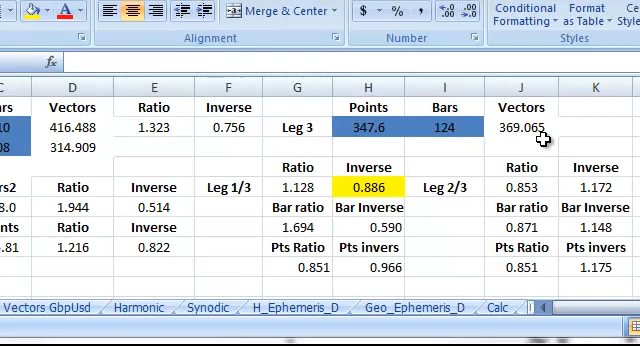 Merge & Center
$ % , .00 .00
Conditional Format
Formatting as Table
Alignment Number Styles
fx
C D E F G H I J K
Vectors Ratio Inverse Points Bars Vectors
416.488 1.323 0.756 Leg 3 347.6 124 369.065
314.909
Ratio Inverse Ratio Inverse
Ratio Inverse Leg 1/3 1.128 0.886 Leg 2/3 0.853 1.172
1.944 0.514 Bar ratio Bar Inverse Bar ratio Bar Inverse
Ratio Inverse 1.694 0.590 0.871 1.148
1.216 0.822 Pts Ratio Pts invers Pts Ratio Pts invers
0.851 0.966 0.851 1.175
Vectors GbpUsd Harmonic Synodic H_Ephemeris_D Geo_Ephemeris_D Calc